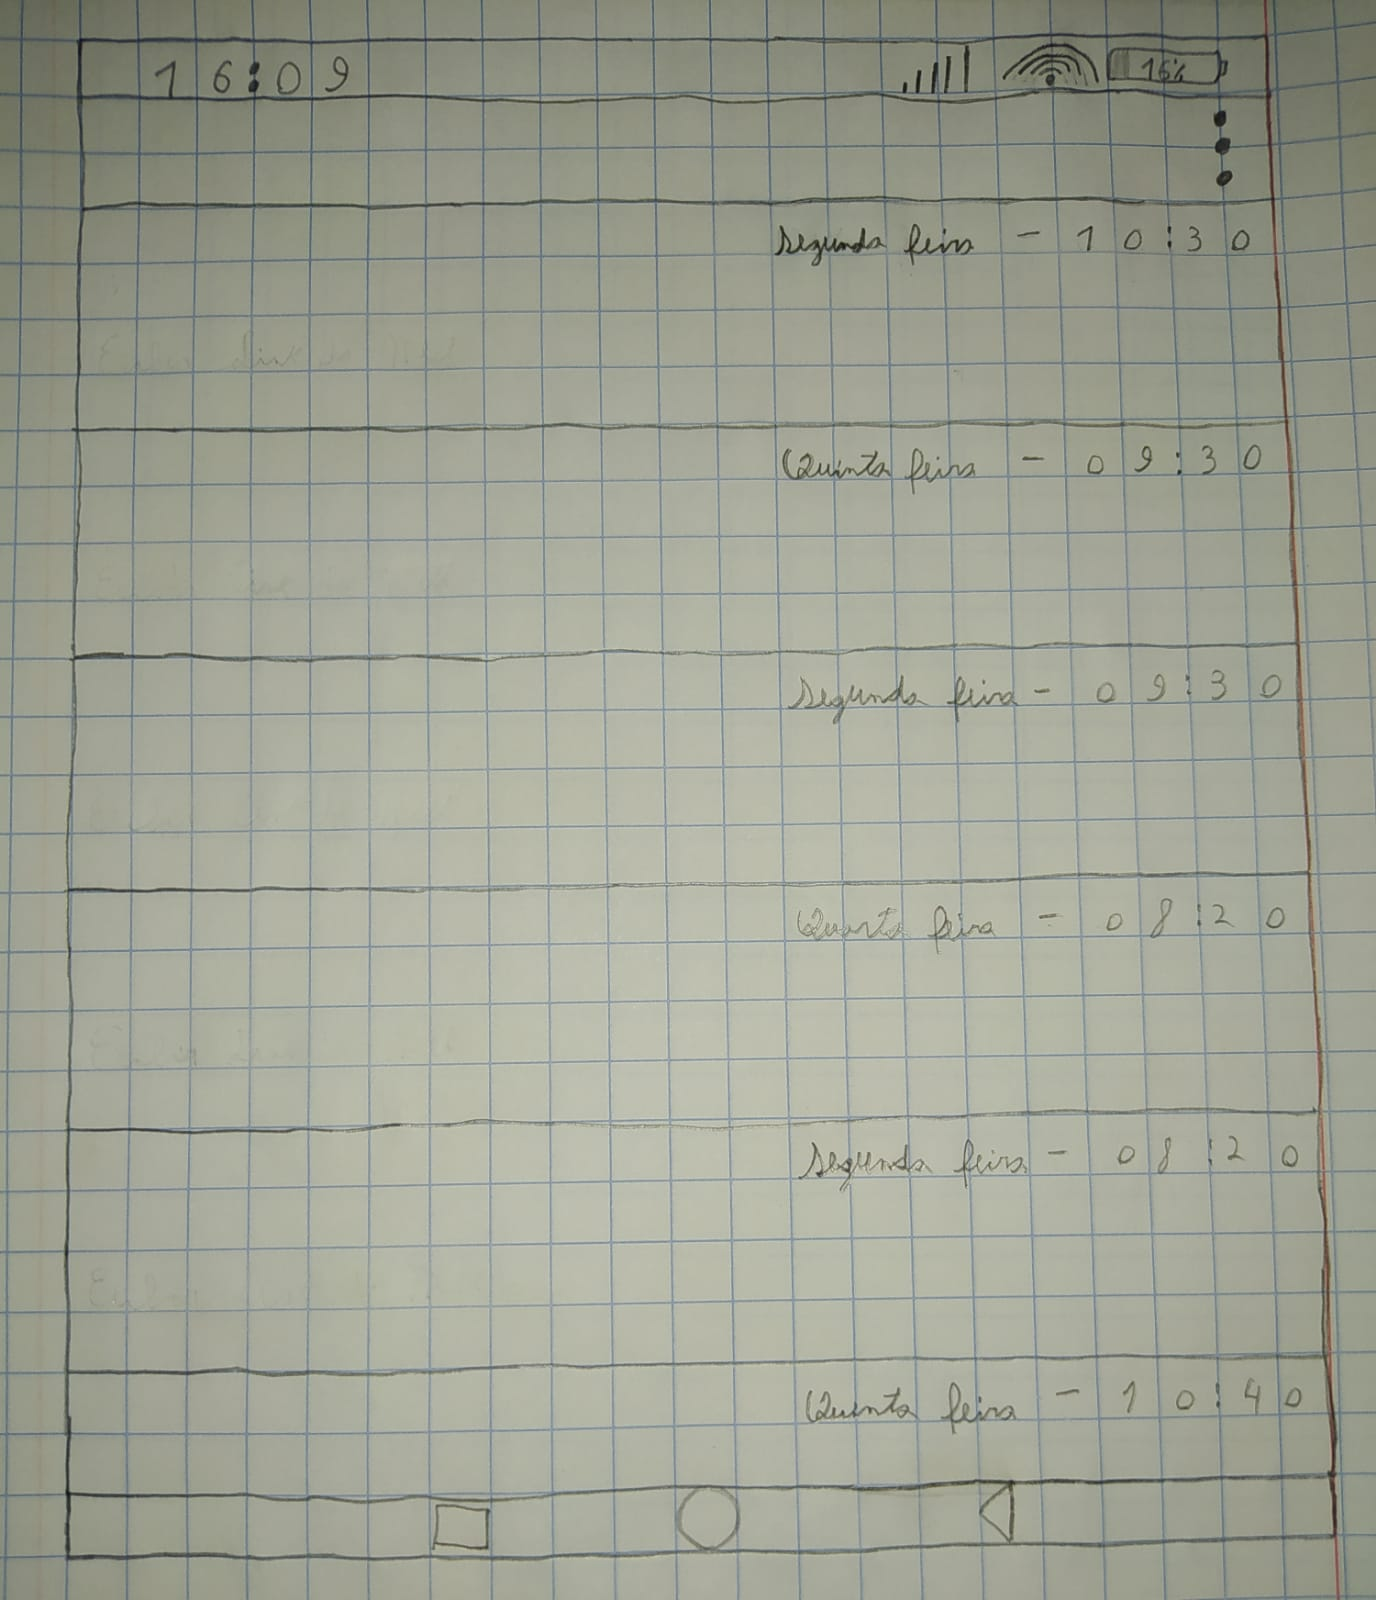 16:09 16%
Segunda feira - 10:30
Quinta feira - 09:30
Segunda feira - 09:30
Quarta feira - 08:20
Segunda feira - 08:20
Quinta feira - 10:40